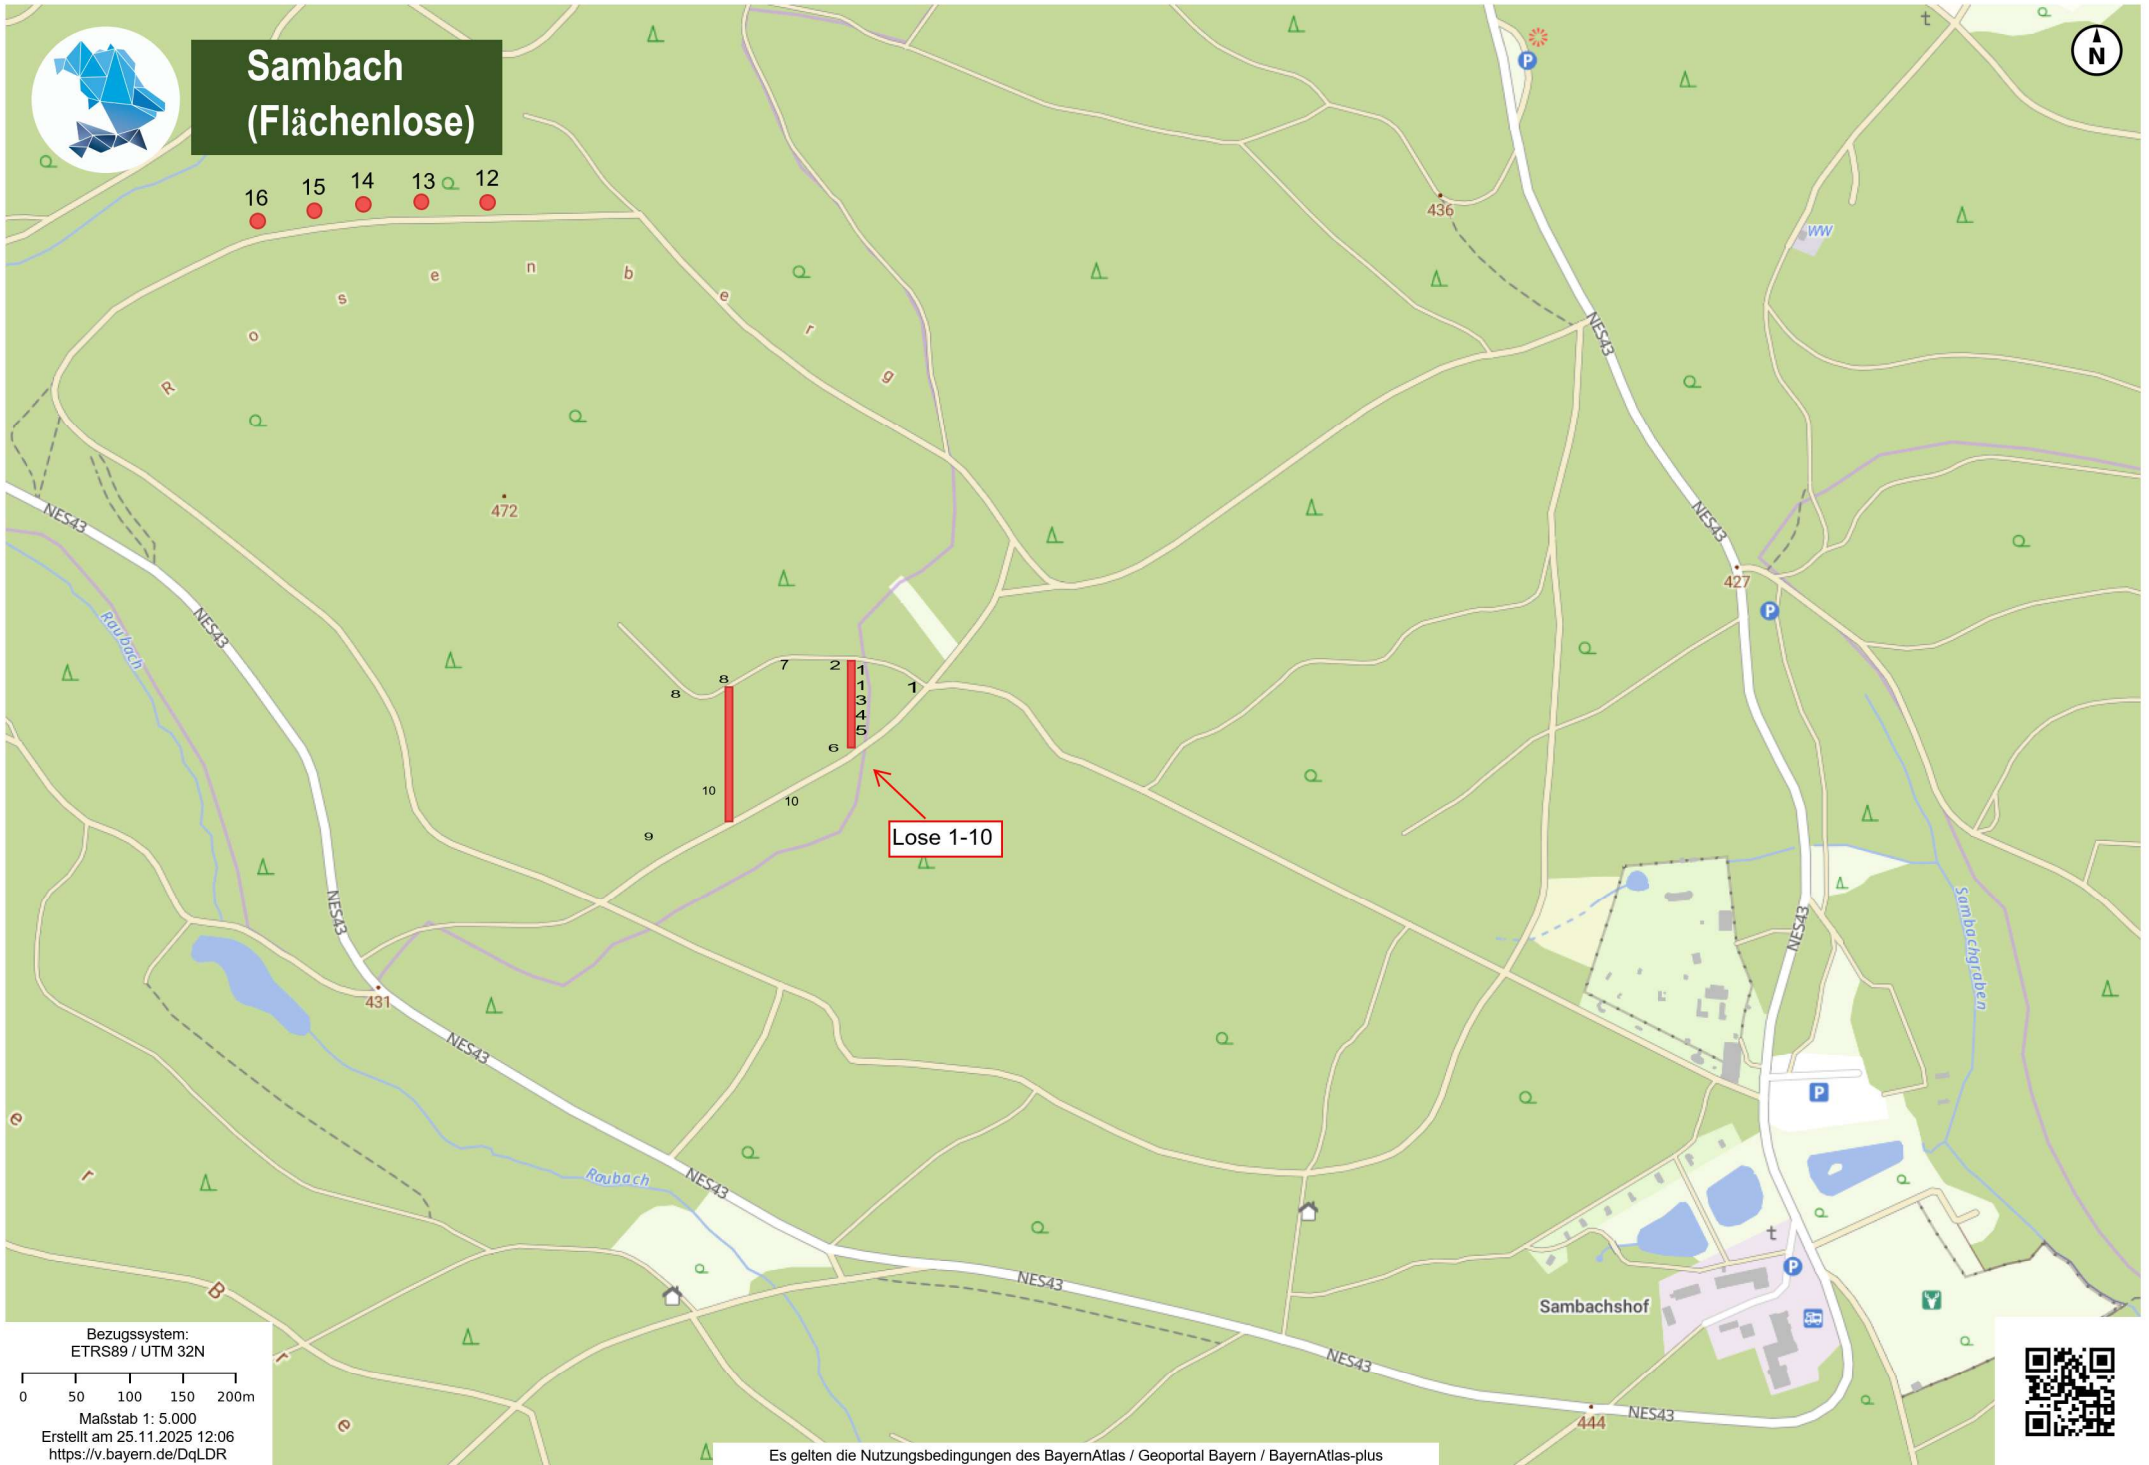 Sambach
(Flächenlose)
N
16
15
14
13
12
R
o
s
e
n
b
e
r
g
436
WW
P
NES43
NES43
NES43
472
427
P
Raubach
NES43
7
2
1
1
3
4
5
6
1
8
8
10
10
9
Lose 1-10
NES43
NES43
Sambachgraben
431
NES43
P
Raubach
NES43
e
r
B
r
e
NES43
Sambachshof
P
NES43
444
NES43
Bezugssystem:
ETRS89 / UTM 32N
0 50 100 150 200m
Maßstab 1: 5.000
Erstellt am 25.11.2025 12:06
https://v.bayern.de/DqLDR
Es gelten die Nutzungsbedingungen des BayernAtlas / Geoportal Bayern / BayernAtlas-plus